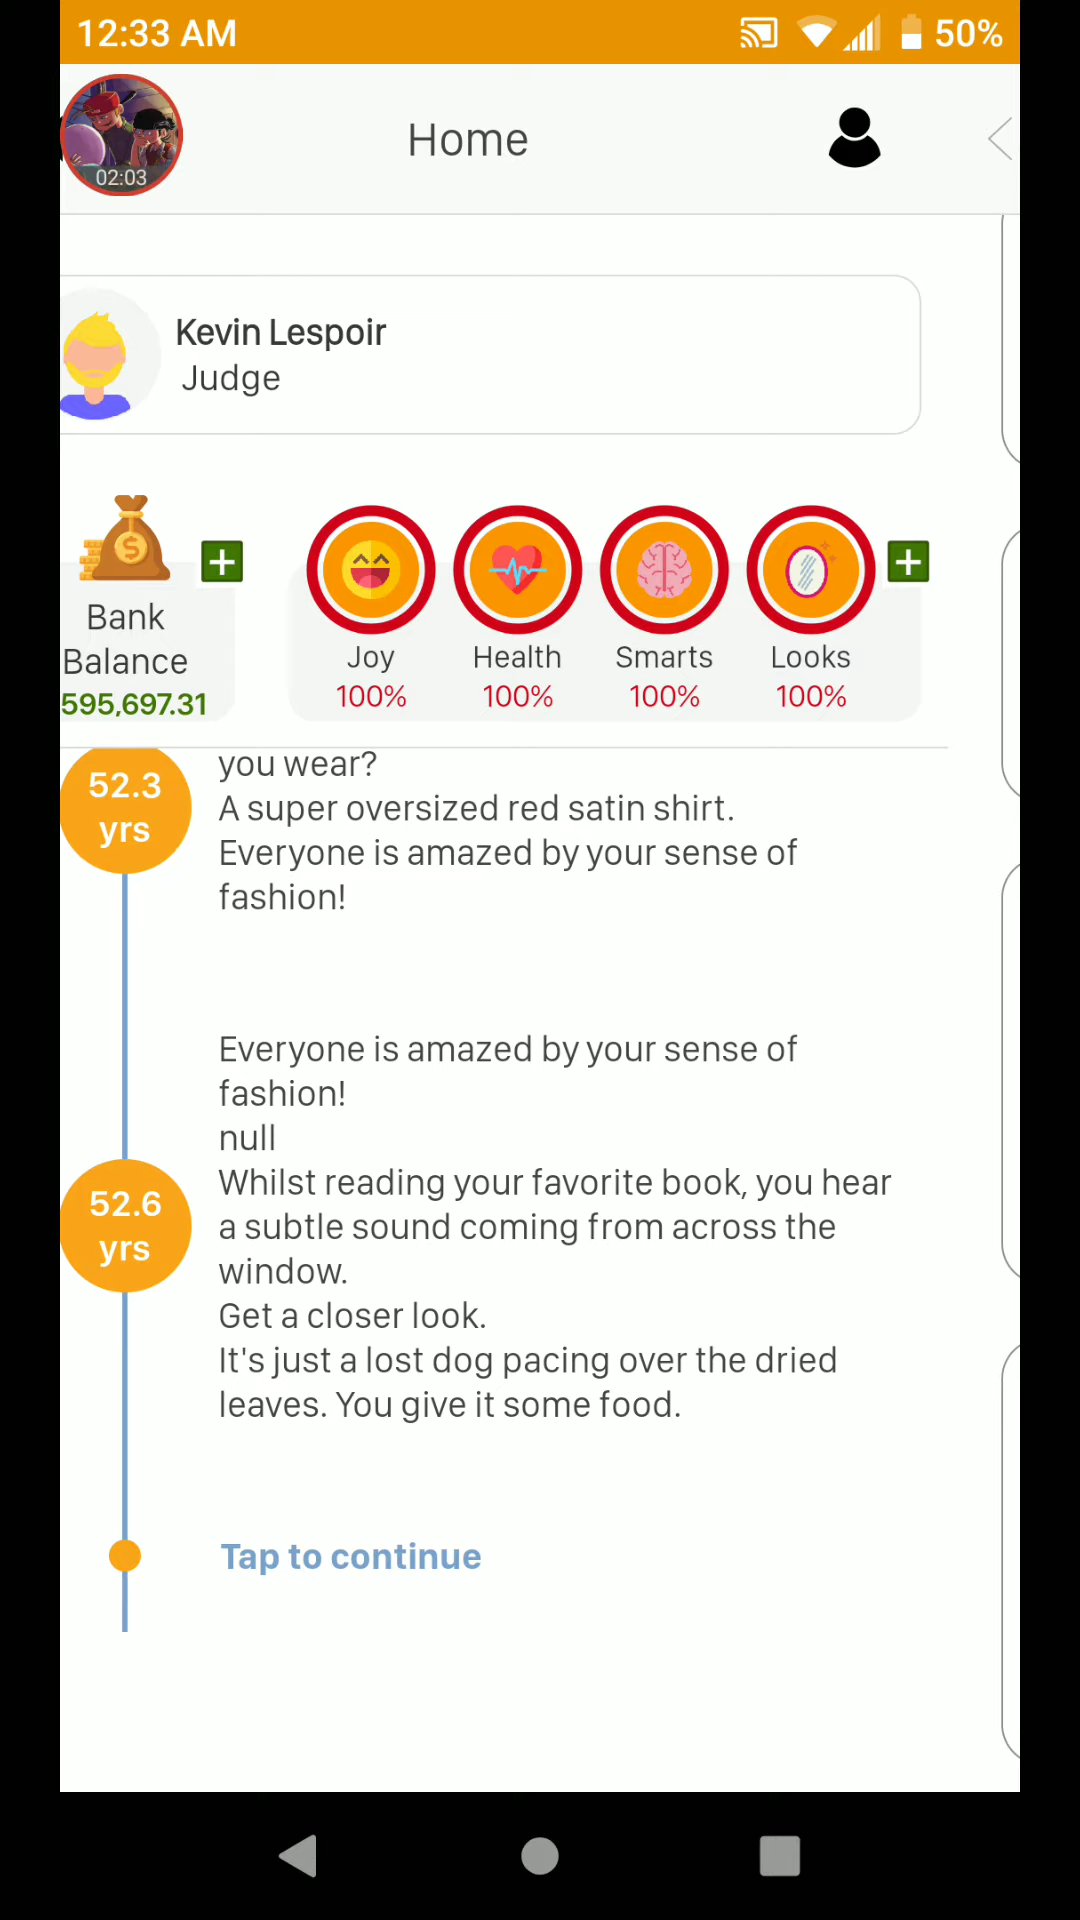 12:33 AM
50%
02:03
Home
Kevin Lespoir
Judge
Bank
Balance
595,697.31
Joy
100%
Health
100%
Smarts
100%
Looks
100%
52.3
yrs
you wear?
A super oversized red satin shirt.
Everyone is amazed by your sense of
fashion!
Everyone is amazed by your sense of
fashion!
null
52.6
yrs
Whilst reading your favorite book, you hear
a subtle sound coming from across the
window.
Get a closer look.
It's just a lost dog pacing over the dried
leaves. You give it some food.
Tap to continue